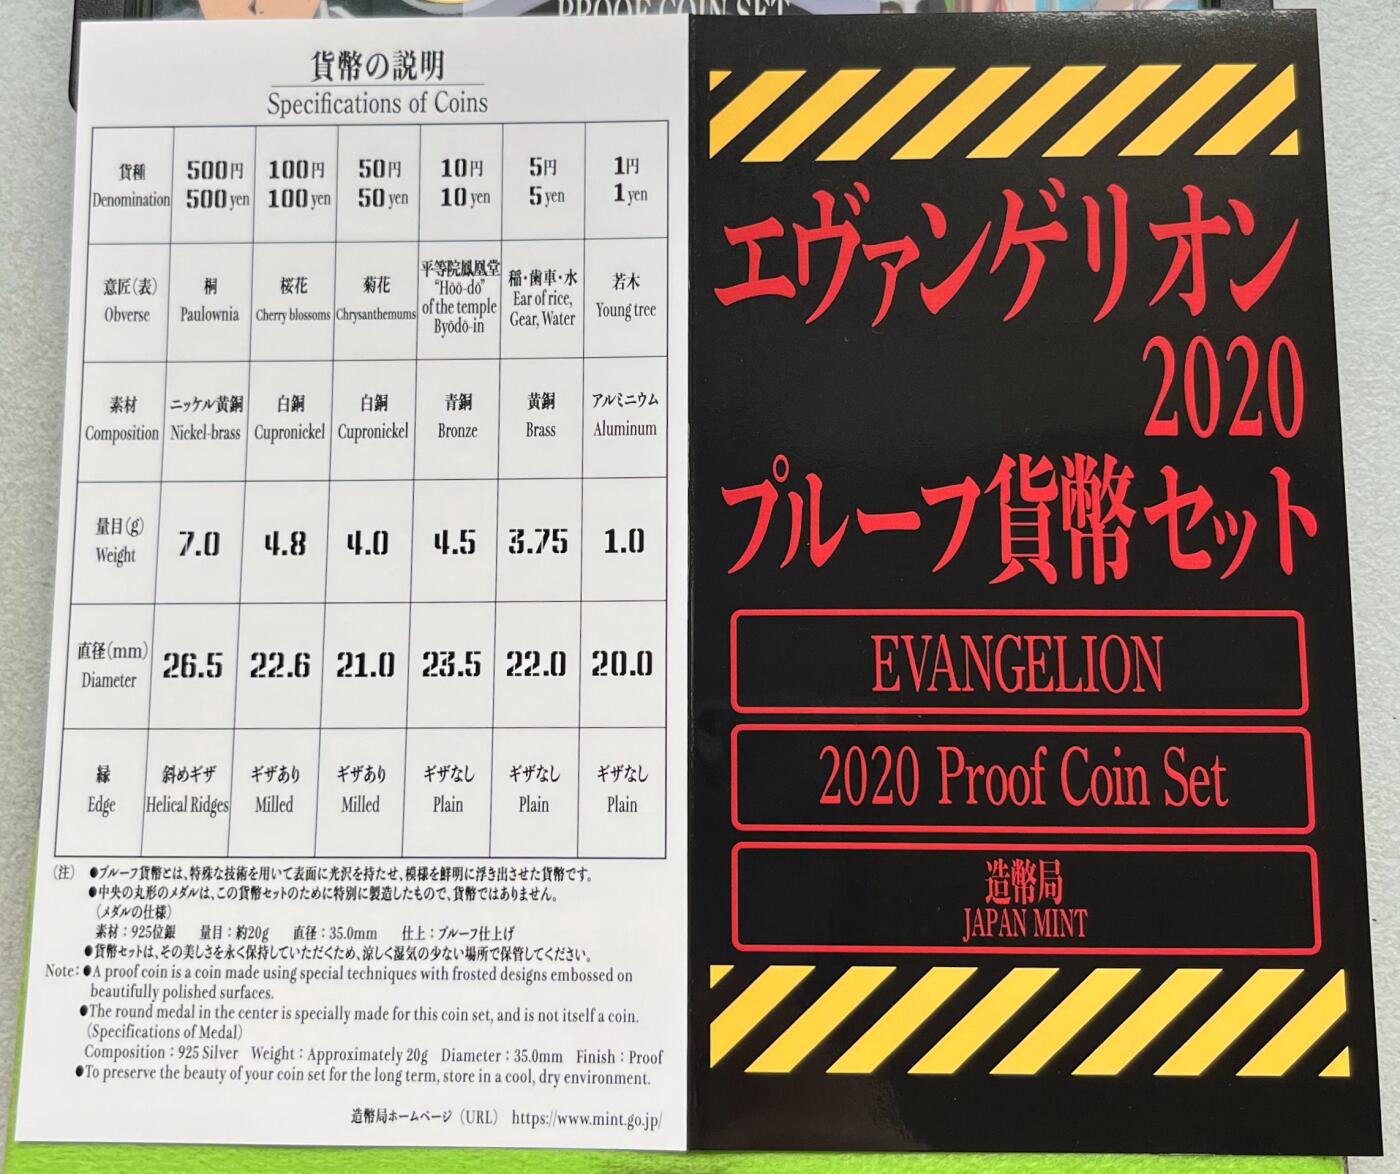 PROOF COIN SET
貨幣の説明
Specifications of Coins
貨種 500円 100円 50円 10円 5円 1円
Denomination 500 yen 100 yen 50 yen 10 yen 5 yen 1 yen
意匠(表) 桐 桜花 菊花 平等院鳳凰堂 稲・歯車・水 若木
Obverse Paulownia Cherry blossoms Chrysanthemums "Hōō-dō" of the temple Byōdō-in Ear of rice, Gear, Water Young tree
素材 ニッケル黄銅 白銅 白銅 青銅 黄銅 アルミニウム
Composition Nickel-brass Cupronickel Cupronickel Bronze Brass Aluminum
量目(g)
Weight 7.0 4.8 4.0 4.5 3.75 1.0
直径(mm)
Diameter 26.5 22.6 21.0 23.5 22.0 20.0
縁 斜めギザ ギザあり ギザあり ギザなし ギザなし ギザなし
Edge Helical Ridges Milled Milled Plain Plain Plain
(注) ●プルーフ貨幣とは、特殊な技術を用いて表面に光沢を持たせ、模様を鮮明に浮き出させた貨幣です。
●中央の丸形のメダルは、この貨幣セットのために特別に製造したもので、貨幣ではありません。
(メダルの仕様)
素材:925位銀 量目:約20g 直径:35.0mm 仕上:プルーフ仕上げ
●貨幣セットは、その美しさを永く保持していただくため、涼しく湿気の少ない場所で保管してください。
Note:●A proof coin is a coin made using special techniques with frosted designs embossed on
beautifully polished surfaces.
●The round medal in the center is specially made for this coin set, and is not itself a coin.
(Specifications of Medal)
Composition:925 Silver Weight:Approximately 20g Diameter:35.0mm Finish:Proof
●To preserve the beauty of your coin set for the long term, store in a cool, dry environment.
造幣局ホームページ(URL) https://www.mint.go.jp/
エヴァンゲリオン
2020
プルーフ貨幣セット
EVANGELION
2020 Proof Coin Set
造幣局
JAPAN MINT